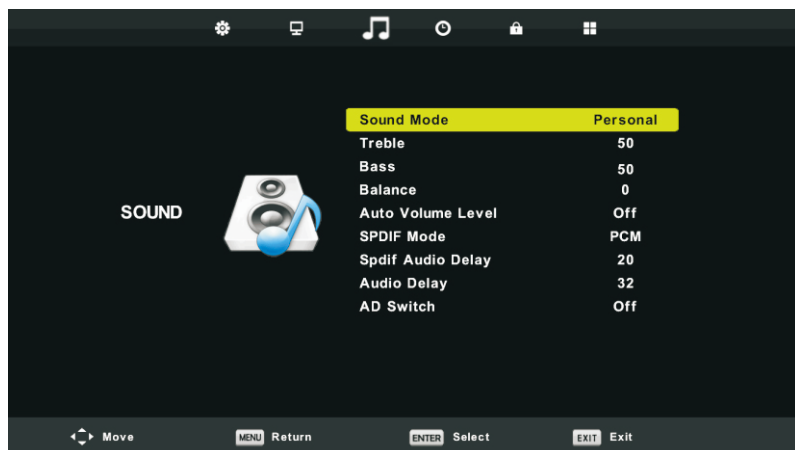 SOUND
Sound Mode Personal
Treble 50
Bass 50
Balance 0
Auto Volume Level Off
SPDIF Mode PCM
Spdif Audio Delay 20
Audio Delay 32
AD Switch Off
Move MENU Return ENTER Select EXIT Exit